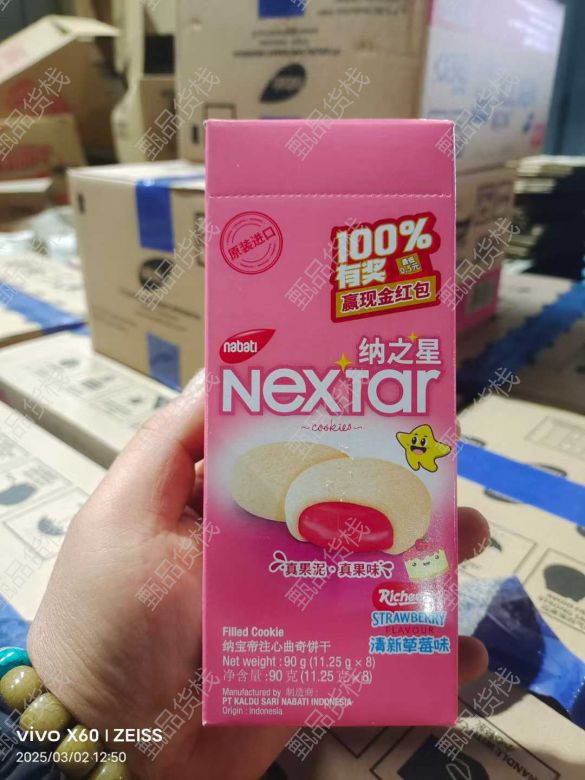 原装进口
100%
有奖
最低
0.5元
赢现金红包
nabati
纳之星
Nextar
~cookies~
真果泥·真果味
Richeese
STRAWBERRY
FLAVOUR
清新草莓味
Filled Cookie
纳宝帝注心曲奇饼干
Net weight : 90 g (11.25 g × 8)
净含量 : 90 克 (11.25 克×8)
Manufactured by 制造商 :
PT KALDU SARI NABATI INDONESIA
Origin : Indonesia
vivo X60 | ZEISS
2025/03/02 12:50
甄品货栈